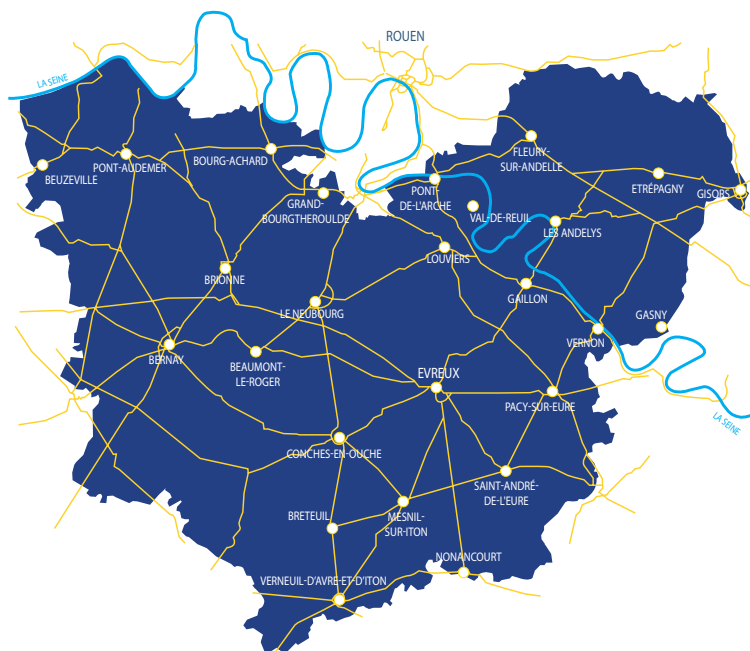 ROUEN
LA SEINE
FLEURY-
SUR-ANDELLE
BOURG-ACHARD
PONT-AUDEMER
BEUZEVILLE
ETRÉPAGNY
GISORS
PONT-
DE-L'ARCHE
GRAND-
BOURGTHEROULDE
VAL-DE-REUIL
LES ANDELYS
LOUVIERS
BRIONNE
GAILLON
LE NEUBOURG
GASNY
VERNON
BERNAY
BEAUMONT-
LE-ROGER
EVREUX
PACY-SUR-EURE
LA SEINE
CONCHES-EN-OUCHE
SAINT-ANDRÉ-
DE-L'EURE
BRETEUIL
MESNIL-
SUR-ITON
NONANCOURT
VERNEUIL-D'AVRE-ET-D'ITON